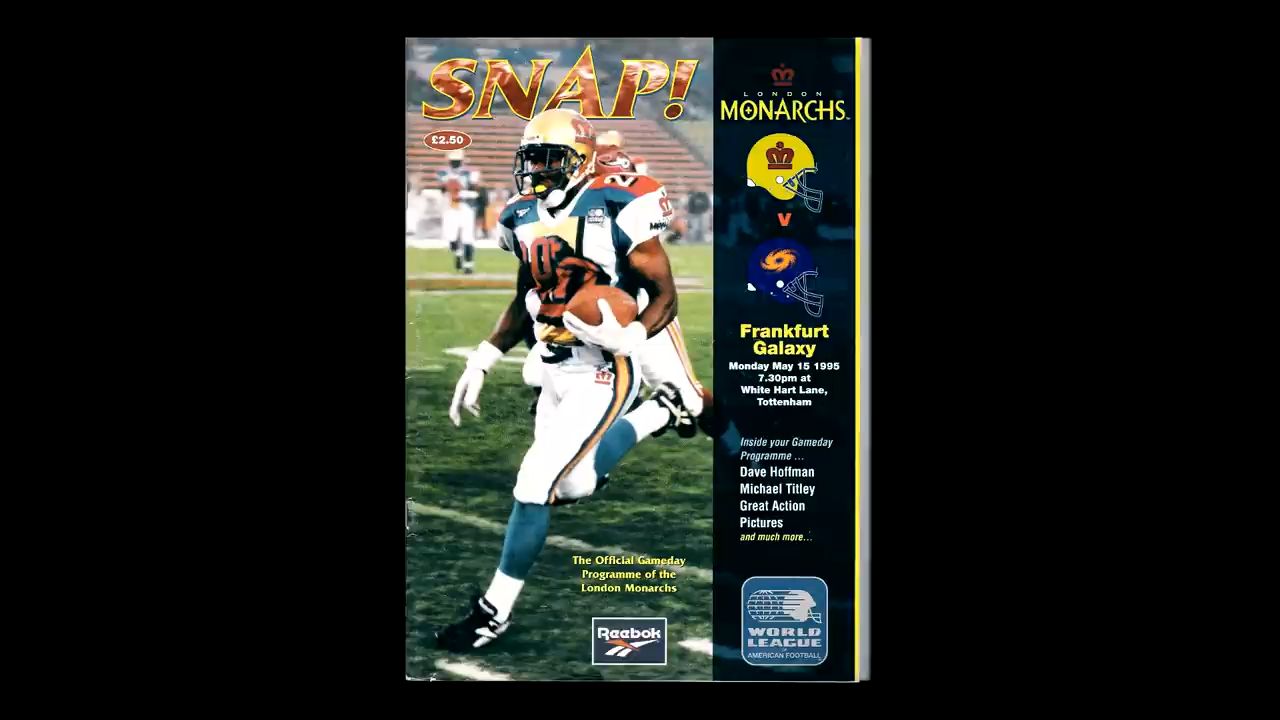 SNAP!
£2.50
The Official Gameday
Programme of the
London Monarchs
Reebok
LONDON
MONARCHS
v
Frankfurt
Galaxy
Monday May 15 1995
7.30pm at
White Hart Lane,
Tottenham
Inside your Gameday
Programme ...
Dave Hoffman
Michael Titley
Great Action
Pictures
and much more...
WORLD
LEAGUE
AMERICAN FOOTBALL